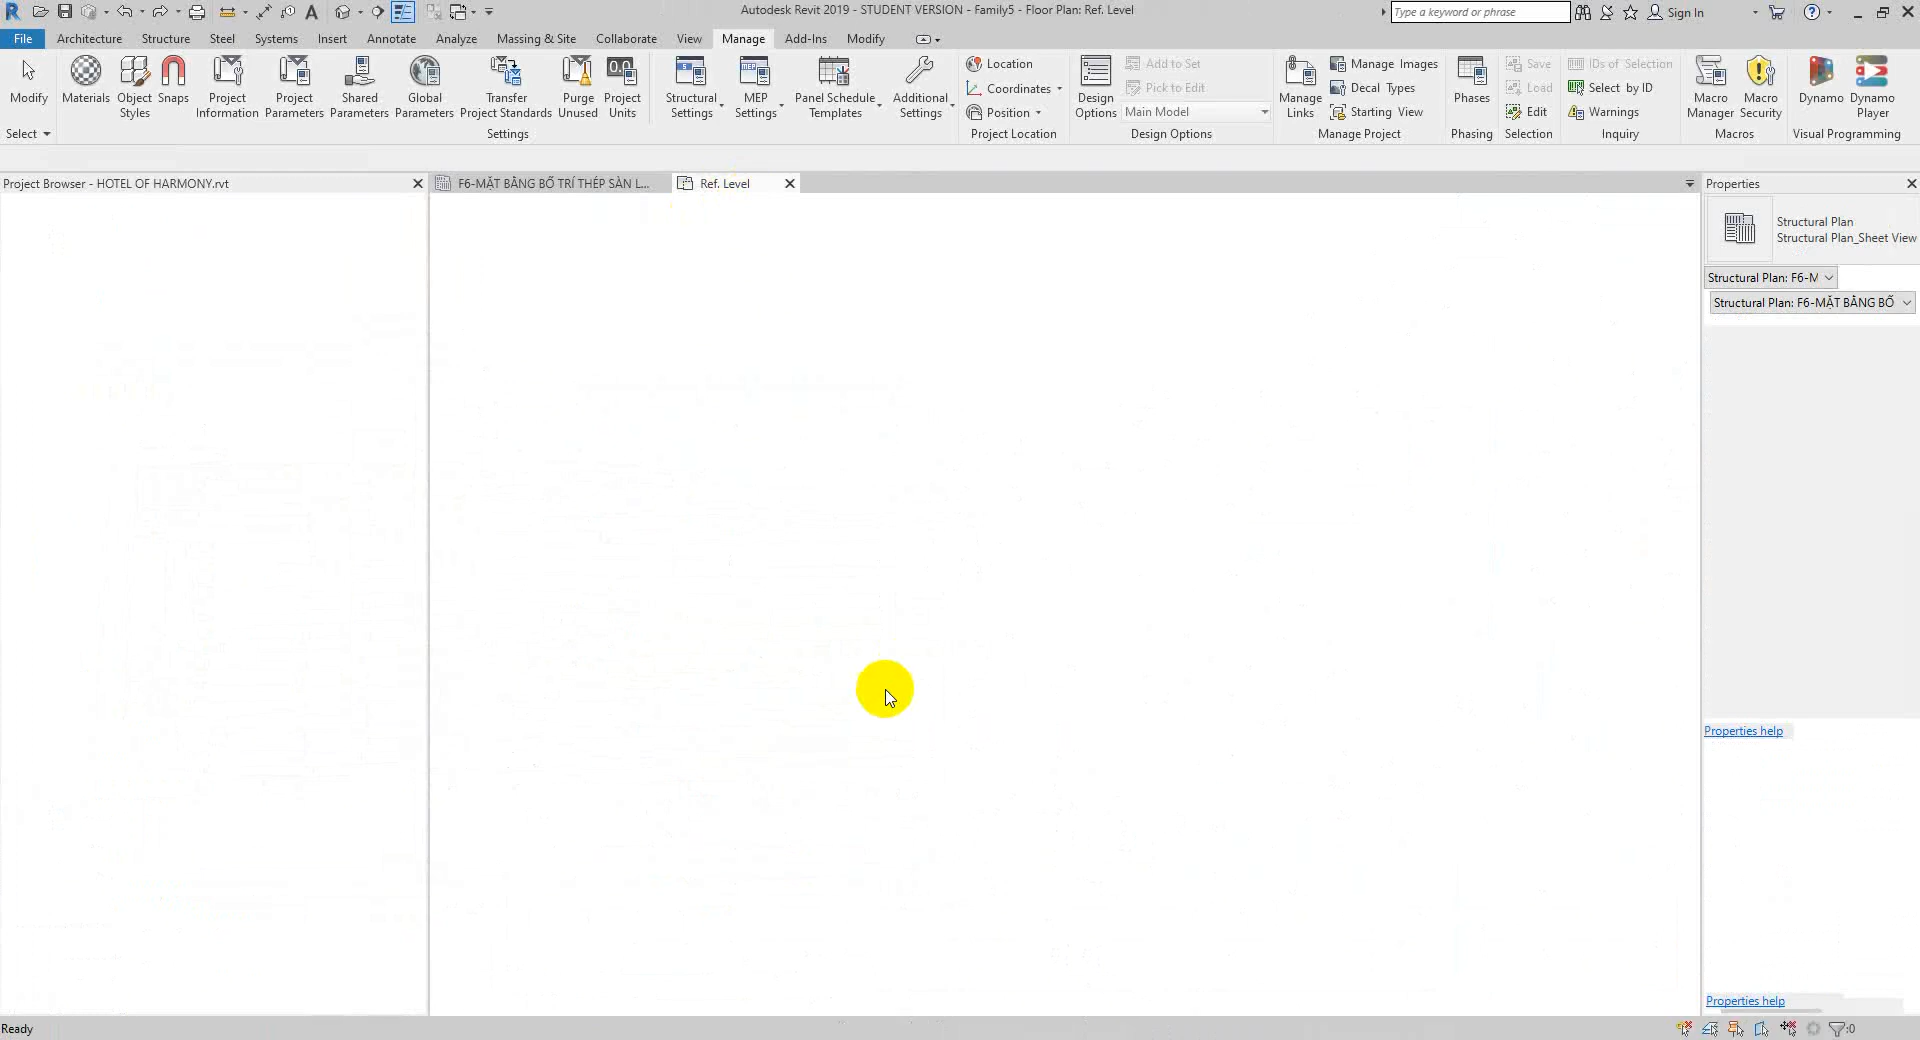 Autodesk Revit 2019 - STUDENT VERSION - Family5 - Floor Plan: Ref. Level
Type a keyword or phrase
Sign In
File Architecture Structure Steel Systems Insert Annotate Analyze Massing & Site Collaborate View Manage Add-Ins Modify
Modify
Select
Materials
Object Styles
Snaps
Project Information
Project Parameters
Shared Parameters
Global Parameters
Transfer Project Standards
Purge Unused
Project Units
Settings
Structural Settings
MEP Settings
Panel Schedule Templates
Additional Settings
Location
Coordinates
Position
Project Location
Design Options
Add to Set
Pick to Edit
Main Model
Design Options
Manage Links
Manage Images
Decal Types
Starting View
Manage Project
Phases
Phasing
Save
Load
Edit
Selection
IDs of Selection
Select by ID
Warnings
Inquiry
Macro Manager
Macro Security
Macros
Dynamo
Dynamo Player
Visual Programming
Project Browser - HOTEL OF HARMONY.rvt
F6-MẶT BẰNG BỐ TRÍ THÉP SÀN L...
Ref. Level
Properties
Structural Plan
Structural Plan_Sheet View
Structural Plan: F6-M
Structural Plan: F6-MẶT BẰNG BỐ
Properties help
Properties help
Ready
:0